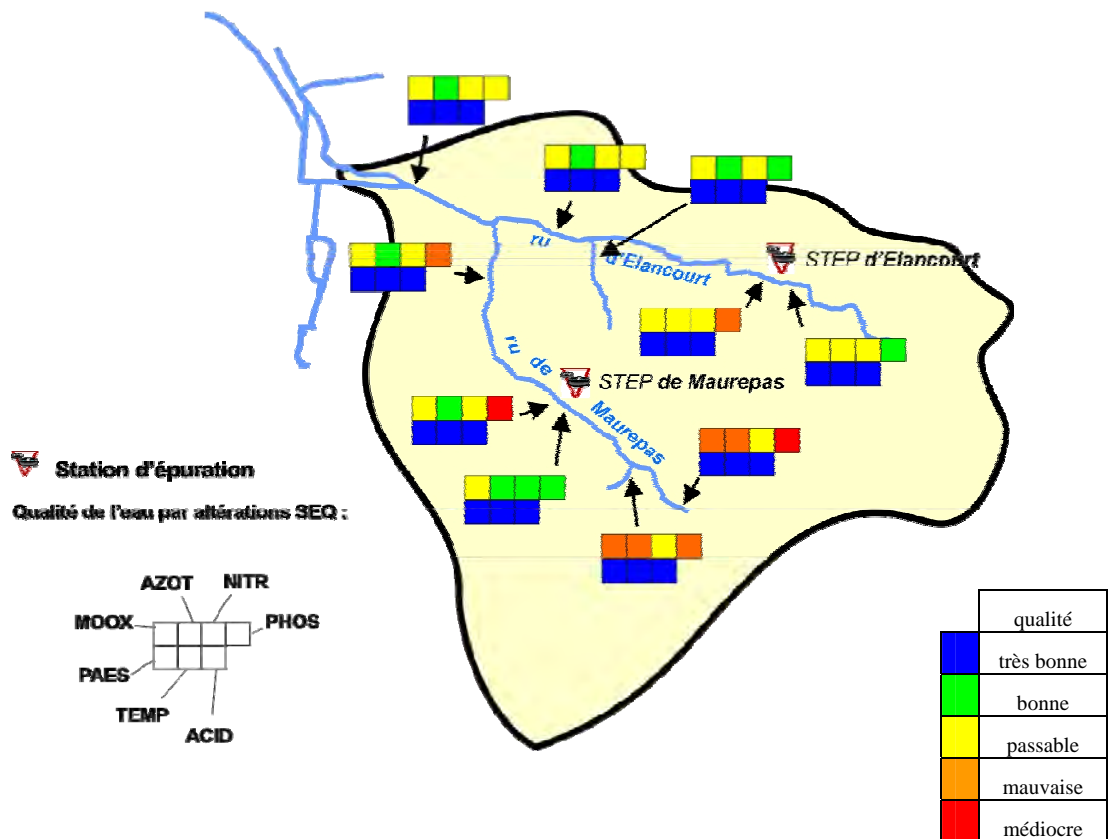 ru
d'Elancourt
STEP d'Elancourt
ru de
Maurepas
STEP de Maurepas
Station d'épuration
Qualité de l'eau par altérations SEQ :
AZOT NITR
MOOX PHOS
PAES
TEMP
ACID
qualité
très bonne
bonne
passable
mauvaise
médiocre